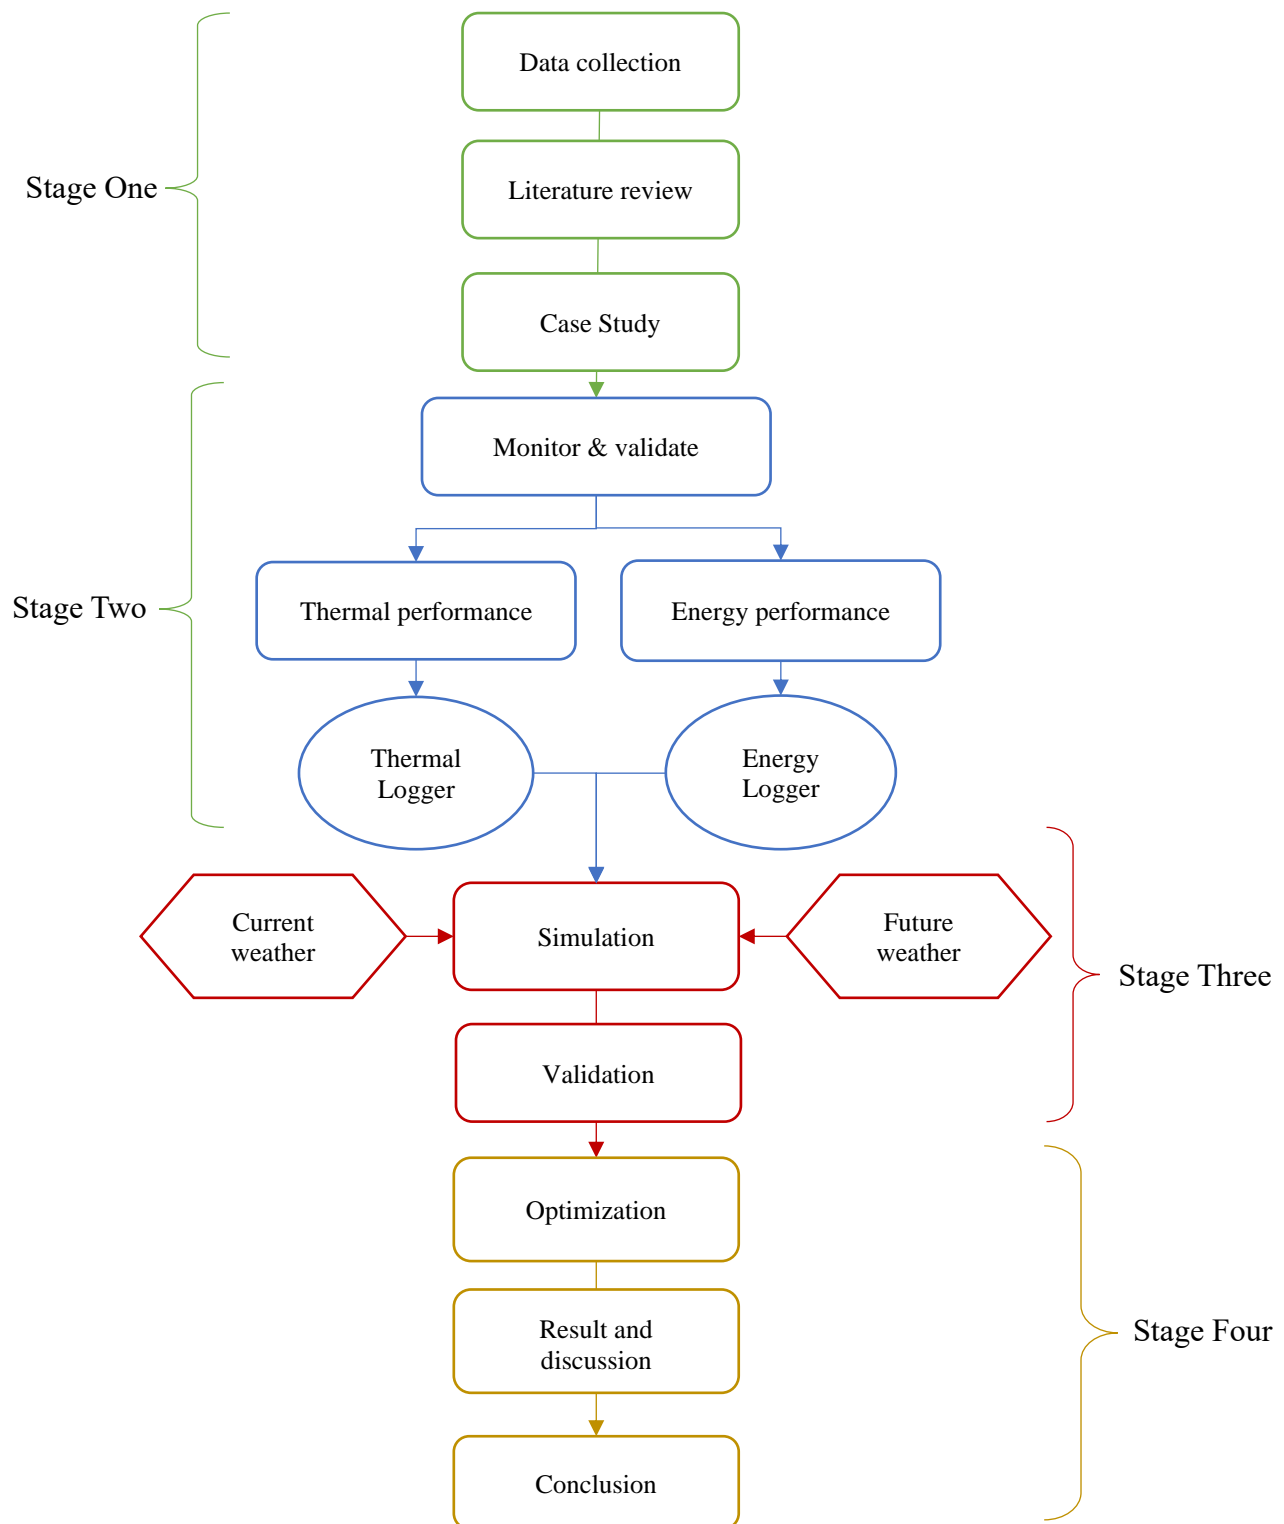 Data collection
Literature review
Stage One
Case Study
Monitor & validate
Stage Two
Thermal performance
Energy performance
Thermal
Logger
Energy
Logger
Current
weather
Simulation
Future
weather
Stage Three
Validation
Optimization
Result and
discussion
Stage Four
Conclusion